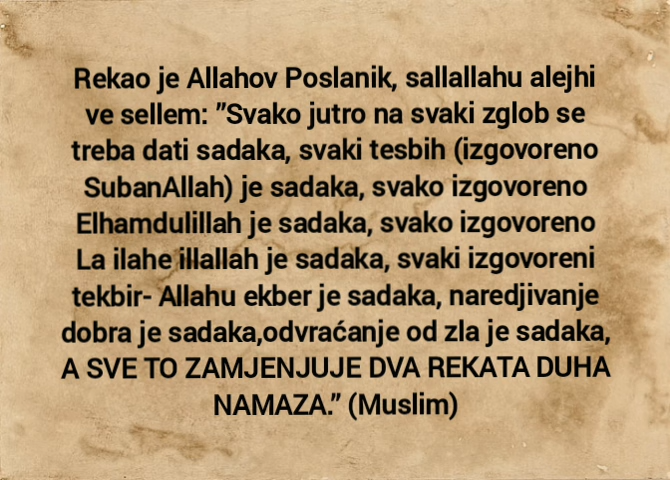 Rekao je Allahov Poslanik, sallallahu alejhi
ve sellem: "Svako jutro na svaki zglob se
treba dati sadaka, svaki tesbih (izgovoreno
SubanAllah) je sadaka, svako izgovoreno
Elhamdulillah je sadaka, svako izgovoreno
La ilahe illallah je sadaka, svaki izgovoreni
tekbir- Allahu ekber je sadaka, naredjivanje
dobra je sadaka,odvraćanje od zla je sadaka,
A SVE TO ZAMJENJUJE DVA REKATA DUHA
NAMAZA." (Muslim)